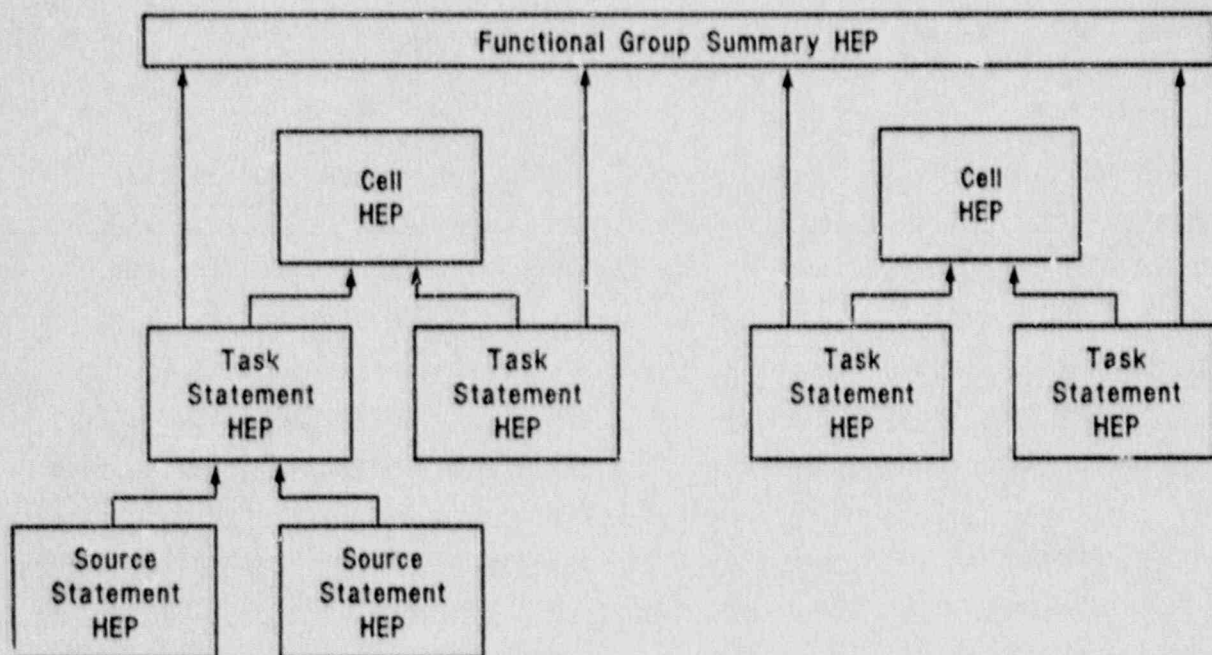 Functional Group Summary HEP
Cell
HEP
Cell
HEP
Task
Statement
HEP
Task
Statement
HEP
Task
Statement
HEP
Task
Statement
HEP
Source
Statement
HEP
Source
Statement
HEP